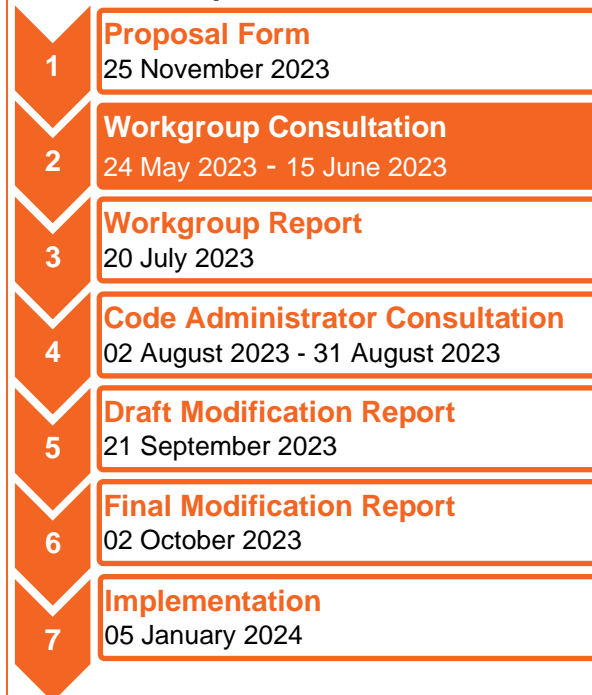 Proposal Form
1
25 November 2023
Workgroup Consultation
2
24 May 2023 - 15 June 2023
Workgroup Report
3
20 July 2023
Code Administrator Consultation
4
02 August 2023 - 31 August 2023
Draft Modification Report
5
21 September 2023
Final Modification Report
6
02 October 2023
Implementation
7
05 January 2024